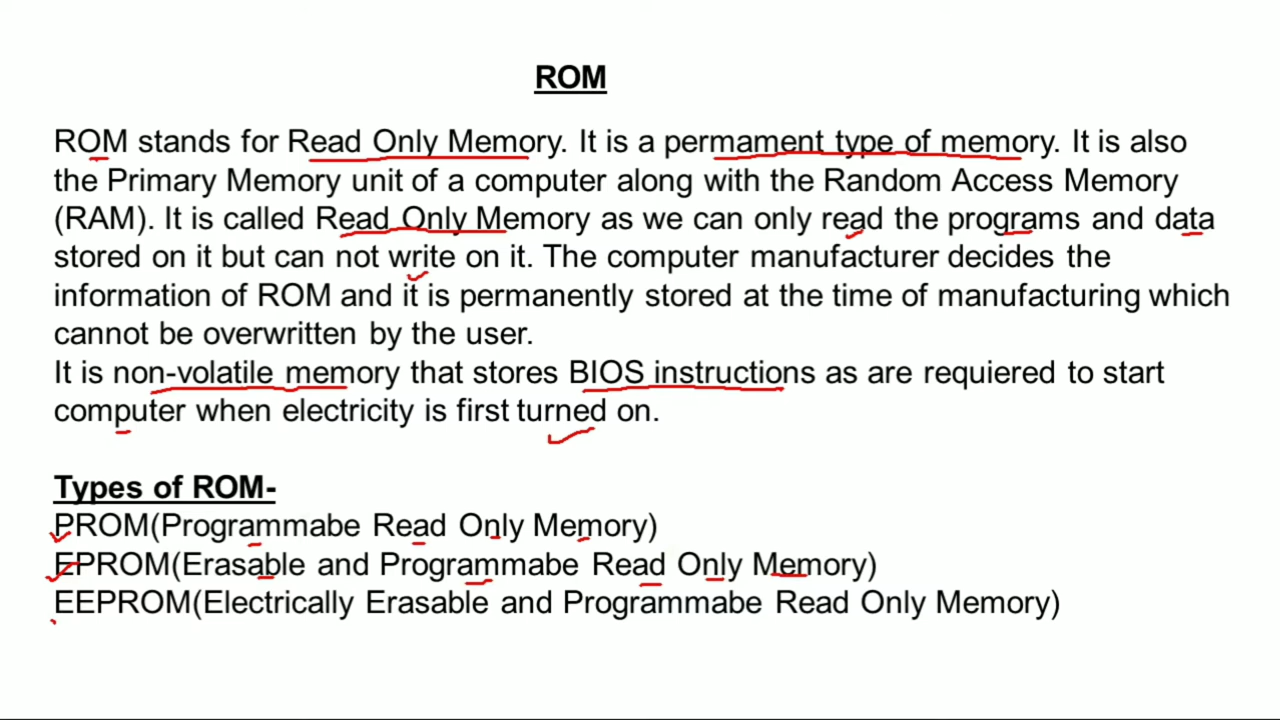 ROM
ROM stands for Read Only Memory. It is a permament type of memory. It is also
the Primary Memory unit of a computer along with the Random Access Memory
(RAM). It is called Read Only Memory as we can only read the programs and data
stored on it but can not write on it. The computer manufacturer decides the
information of ROM and it is permanently stored at the time of manufacturing which
cannot be overwritten by the user.
It is non-volatile memory that stores BIOS instructions as are requiered to start
computer when electricity is first turned on.
Types of ROM-
PROM(Programmabe Read Only Memory)
EPROM(Erasable and Programmabe Read Only Memory)
EEPROM(Electrically Erasable and Programmabe Read Only Memory)